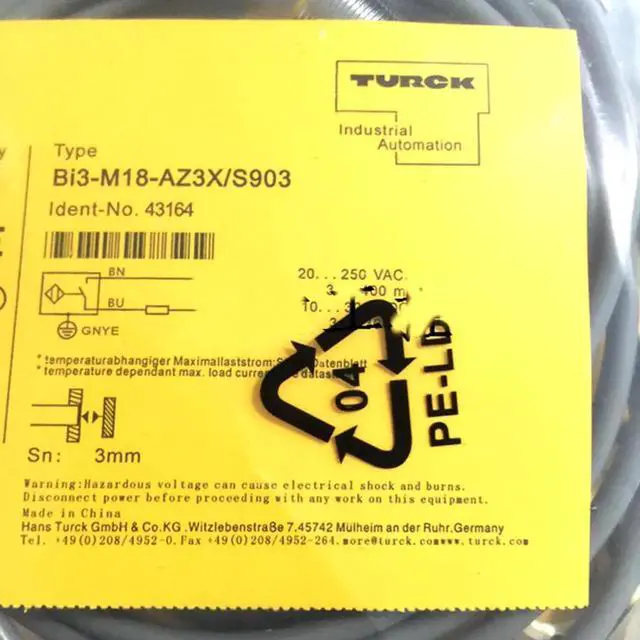 TURCK
Industrial
Automation
y
Type
Bi3-M18-AZ3X/S903
Ident-No. 43164
BN
20...250 VAC
BU
GNYE
*temperaturabhängiger Maximallaststrom: Datenblatt
*temperature dependant max. load
04
PE-LD
Sn: 3mm
Warning:Hazardous voltage can cause electrical shock and burns.
Disconnect power before proceeding with any work on this equipment.
Made in China
Hans Turck GmbH & Co.KG .Witzlebenstraße 7.45742 Mülheim an der Ruhr.Germany
Tel. +49(0)208/4952-0.Fax +49(0)208/4952-264.more@turck.comwww.turck.com